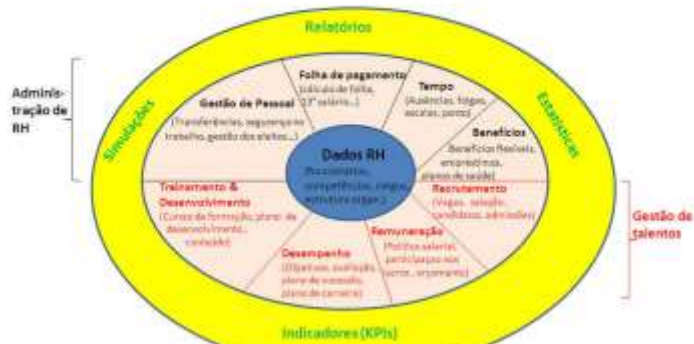 Relatórios
Adminis-
tração de
RH
Simulações
Estatísticas
Folha de pagamento
(cálculo de folha,
13º salário...)
Tempo
(Ausências, folgas,
escalas, ponto)
Gestão de Pessoal
(Transferências, segurança no
trabalho, gestão dos efeitos...)
Benefícios
Benefícios flexíveis,
empréstimos,
planos de saúde)
Dados RH
(Funcionários,
competências, cargos,
estrutura organ.)
Treinamento &
Desenvolvimento
(Cursos de formação, plano de
desenvolvimento,
conteúdo)
Recrutamento
(Vagas, seleção,
candidatos, admissões)
Desempenho
(Objetivos, avaliação,
plano de sucessão,
plano de carreira)
Remuneração
(Política salarial,
participação nos
lucros, orçamento)
Gestão de
talentos
Indicadores (KPIs)